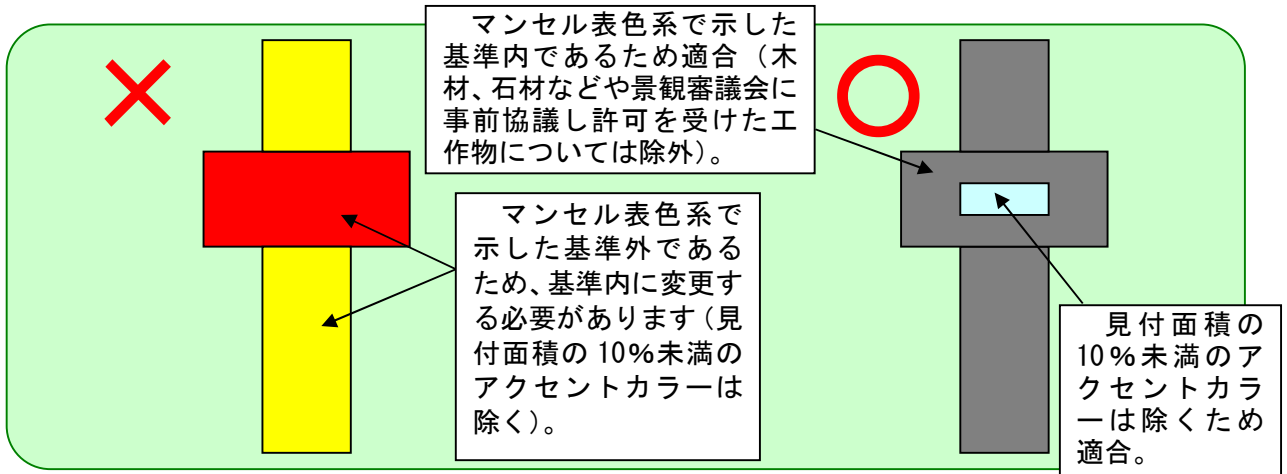 マンセル表色系で示した
基準内であるため適合（木
材、石材などや景観審議会に
事前協議し許可を受けた工
作物については除外）。
マンセル表色系で
示した基準外である
ため、基準内に変更す
る必要があります（見
付面積の10%未満の
アクセントカラーは
除く）。
見付面積の
10%未満のア
クセントカラ
ーは除くため
適合。